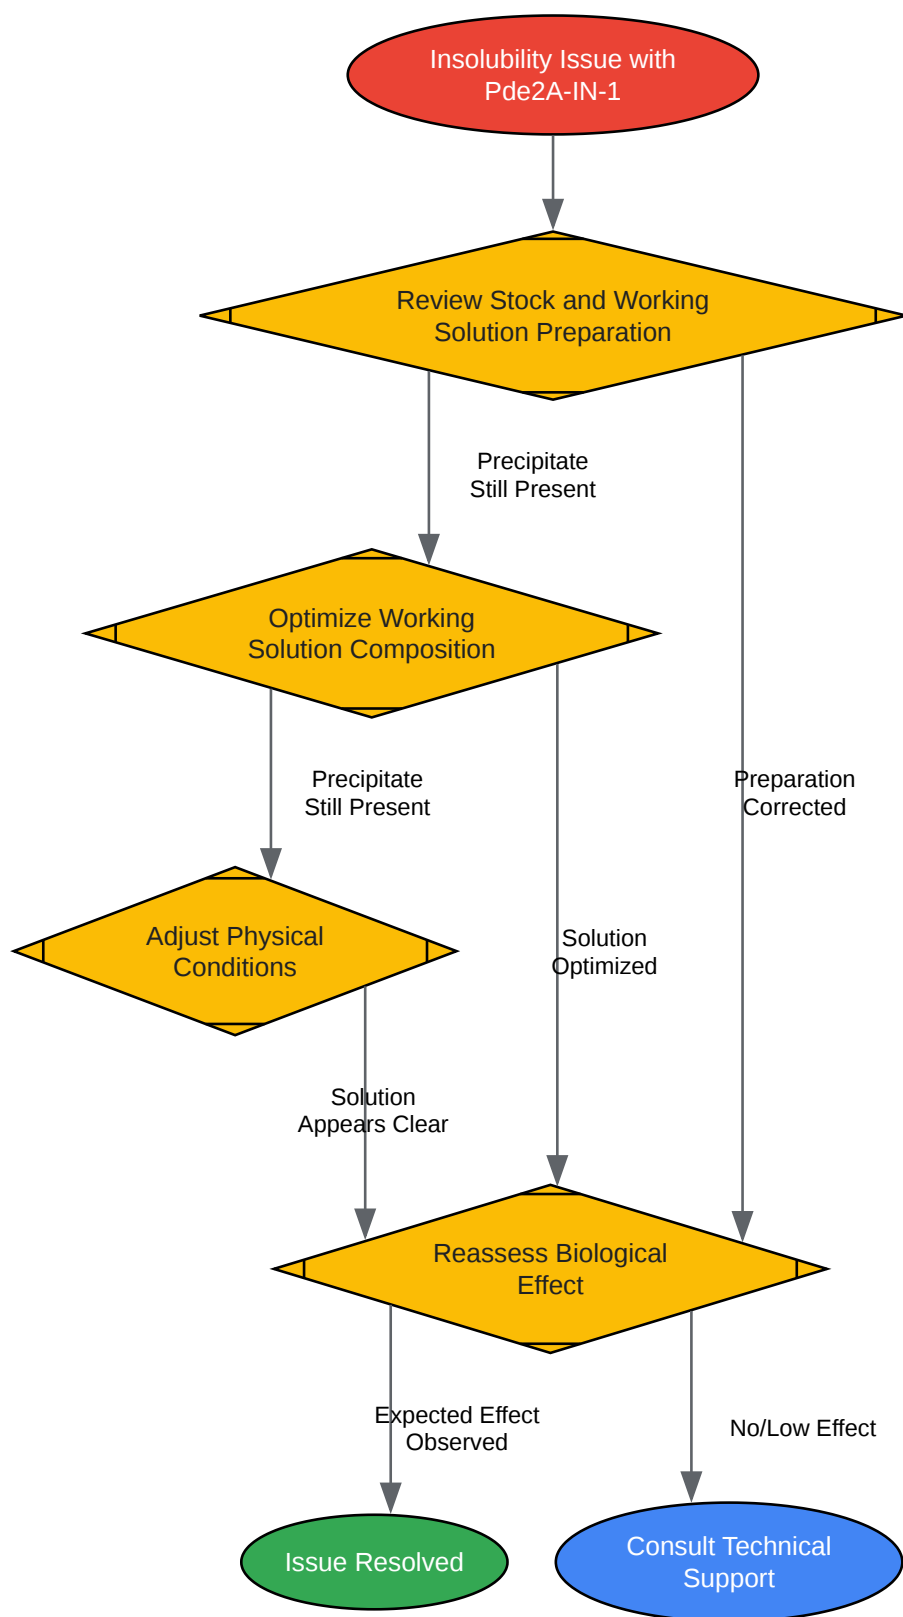 Insolubility Issue with
Pde2A-IN-1
Review Stock and Working
Solution Preparation
Precipitate
Still Present
Optimize Working
Solution Composition
Precipitate
Still Present
Preparation
Corrected
Adjust Physical
Conditions
Solution
Optimized
Solution
Appears Clear
Reassess Biological
Effect
Expected Effect
Observed
No/Low Effect
Issue Resolved
Consult Technical
Support